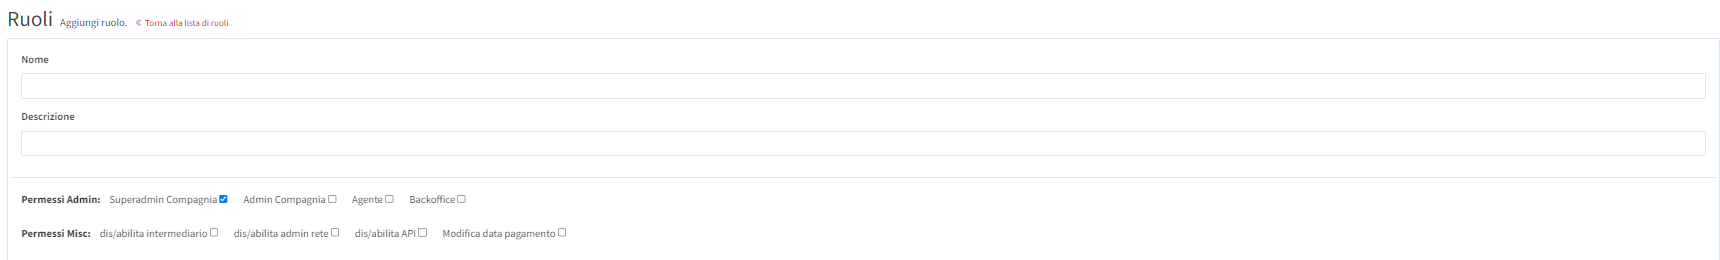 Ruoli Aggiungi ruolo. « Torna alla lista di ruoli
Nome
Descrizione
Permessi Admin: Superadmin Compagnia Admin Compagnia Agente Backoffice
Permessi Misc: dis/abilita intermediario dis/abilita admin rete dis/abilita API Modifica data pagamento